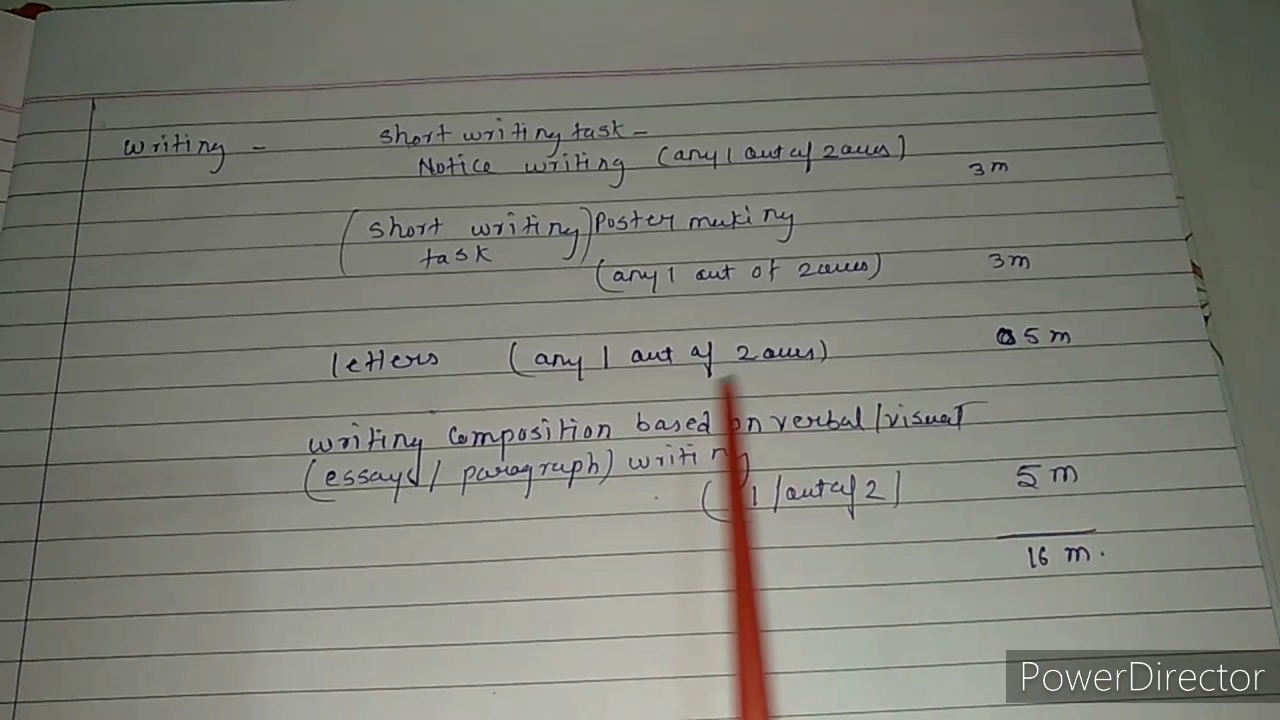 writing - short writing task -
Notice writing (any 1 out of 2 ques)
3 m
(short writing task) Poster making
(any 1 out of 2 ques)
3 m
letters (any 1 out of 2 ques)
5 m
writing composition based on verbal/visual
(essays / paragraph) writing
(1/out of 2)
5 m
16 m.
PowerDirector